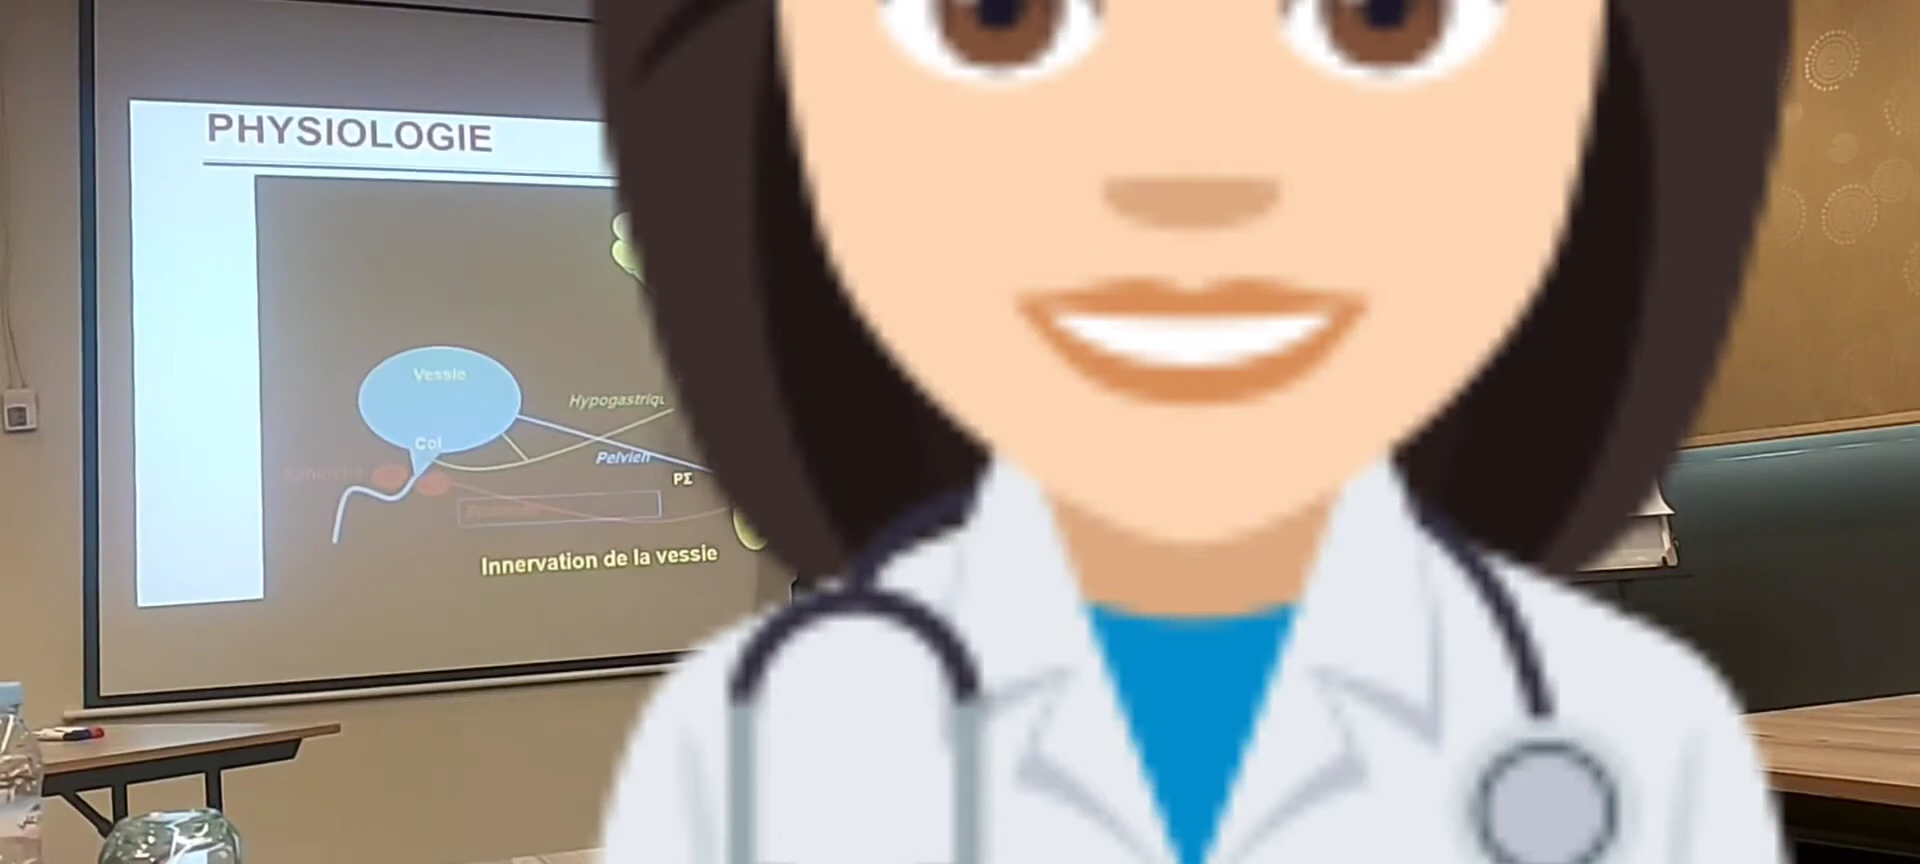 PHYSIOLOGIE
Vessie
Hypogastriqu
Col
Pelvien
PΣ
Innervation de la vessie